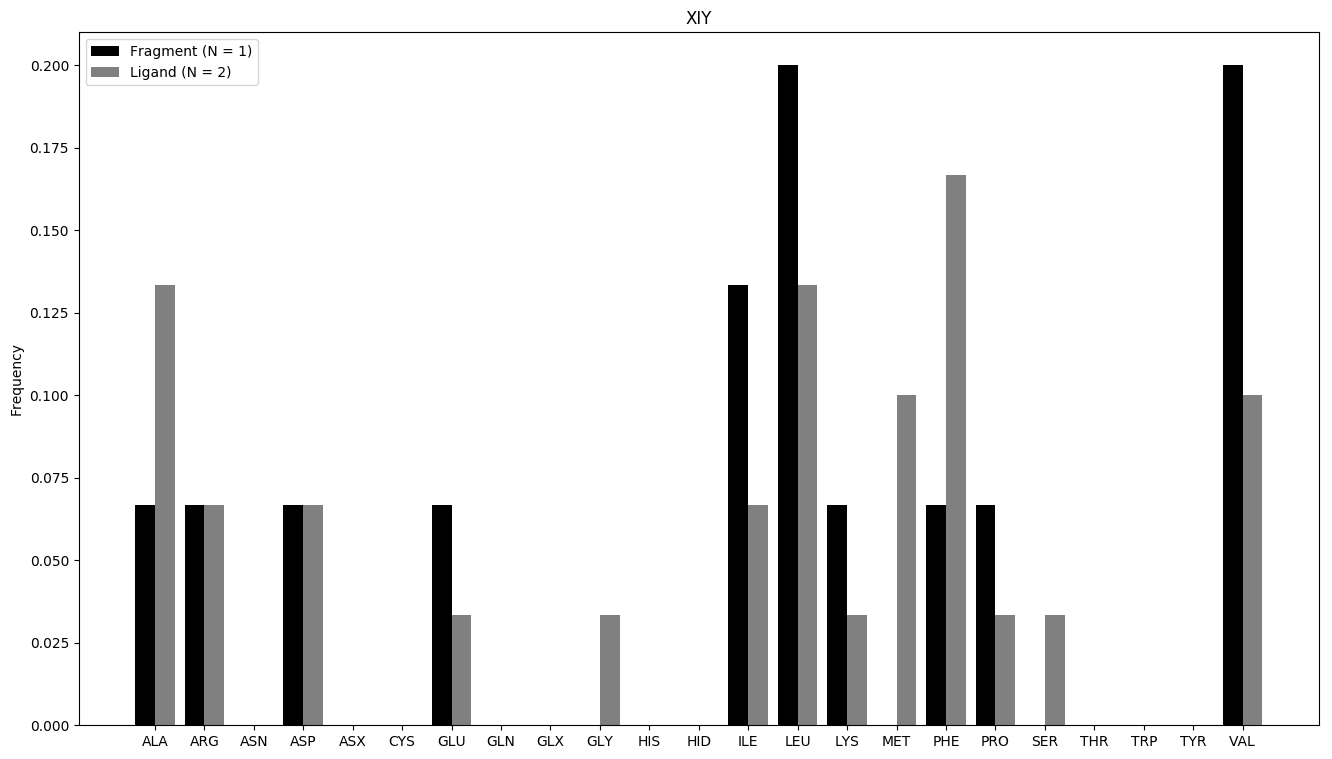 XIY
Fragment (N = 1)
Ligand (N = 2)
Frequency
0.200
0.175
0.150
0.125
0.100
0.075
0.050
0.025
0.000
ALA ARG ASN ASP ASX CYS GLU GLN GLX GLY HIS HID ILE LEU LYS MET PHE PRO SER THR TRP TYR VAL